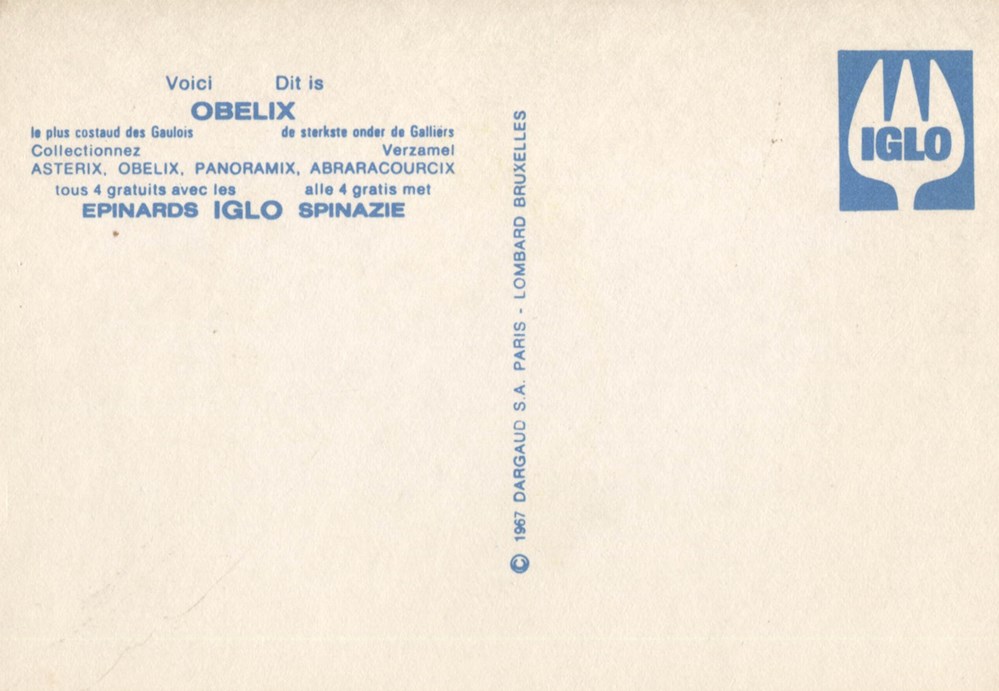 Voici Dit is
OBELIX
le plus costaud des Gaulois de sterkste onder de Galliërs
Collectionnez Verzamel
ASTERIX, OBELIX, PANORAMIX, ABRARACOURCIX
tous 4 gratuits avec les alle 4 gratis met
EPINARDS IGLO SPINAZIE
© 1967 DARGAUD S.A. PARIS - LOMBARD BRUXELLES
IGLO